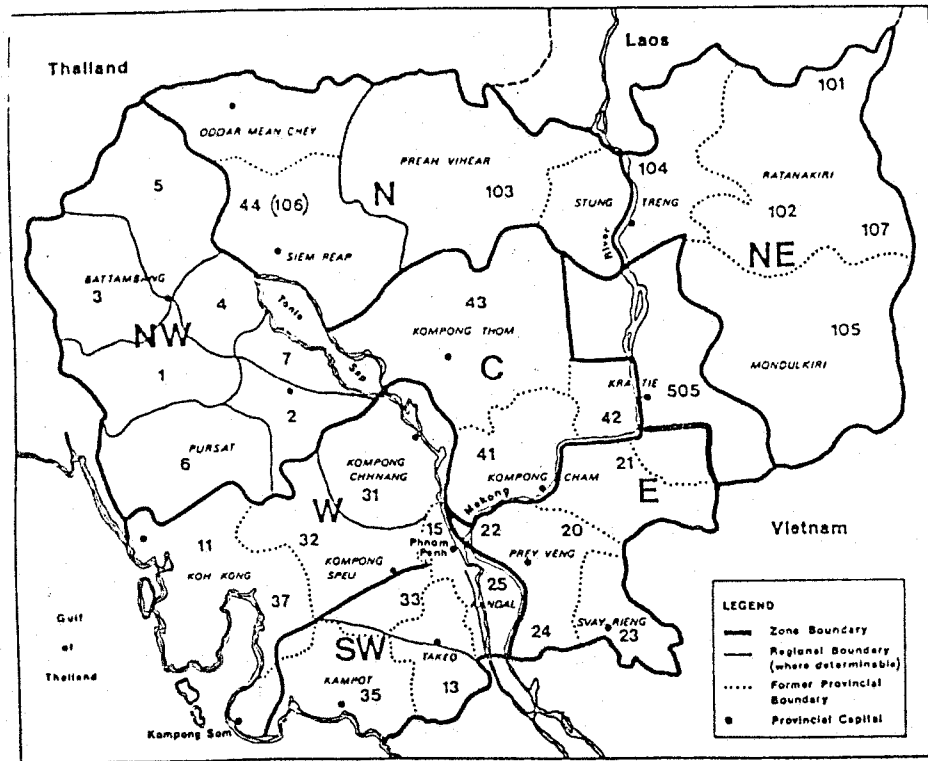 Laos
Thailand
101
ODDAR MEAN CHEY
PREAH VIHEAR
104
RATANAKIRI
5
N
103
STUNG TRENG
102
44 (106)
107
River
NE
SIEM REAP
BATTAMBANG
3
4
43
Tonle
KOMPONG THOM
105
NW
7
Sap
MONDULKIRI
1
C
KRATIE
505
2
42
PURSAT
6
41
KOMPONG CHHNANG
31
KOMPONG CHAM
21
Mekong
E
W
15
22
20
Vietnam
11
32
Phnom Penh
PREY VENG
KOMPONG SPEU
KOH KONG
25
33
KANDAL
37
SVAY RIENG
24
23
Gulf
of
Thailand
SW
TAKEO
KAMPOT
35
13
Kompong Som
LEGEND
Zone Boundary
Regional Boundary
(where determinable)
Former Provincial
Boundary
Provincial Capital